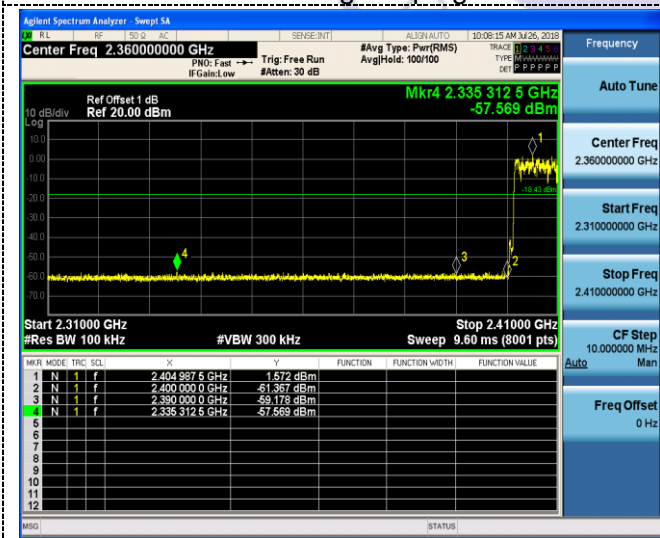 Agilent Spectrum Analyzer - Swept SA
RL RF 50 Ω AC SENSE:INT ALIGN AUTO 10:08:15 AM Jul 26, 2018
Center Freq 2.360000000 GHz
PNO: Fast
IFGain:Low
Trig: Free Run
#Atten: 30 dB
#Avg Type: Pwr(RMS)
Avg|Hold: 100/100
TRACE 1 2 3 4 5 6
TYPE M
DET P P P P P P
Ref Offset 1 dB
Ref 20.00 dBm
10 dB/div
Log
Mkr4 2.335 312 5 GHz
-57.569 dBm
10.0
0.00
-10.0
-20.0
-30.0
-40.0
-50.0
-60.0
-70.0
1
-18.43 dBm
4
3
2
Start 2.31000 GHz
Stop 2.41000 GHz
#Res BW 100 kHz #VBW 300 kHz Sweep 9.60 ms (8001 pts)
MKR MODE TRC SCL X Y FUNCTION FUNCTION WIDTH FUNCTION VALUE
1 N 1 f 2.404 987 5 GHz 1.572 dBm
2 N 1 f 2.400 000 0 GHz -61.367 dBm
3 N 1 f 2.390 000 0 GHz -59.178 dBm
4 N 1 f 2.335 312 5 GHz -57.569 dBm
5
6
7
8
9
10
11
12
MSG STATUS
Frequency
Auto Tune
Center Freq
2.360000000 GHz
Start Freq
2.310000000 GHz
Stop Freq
2.410000000 GHz
CF Step
10.000000 MHz
Auto Man
Freq Offset
0 Hz